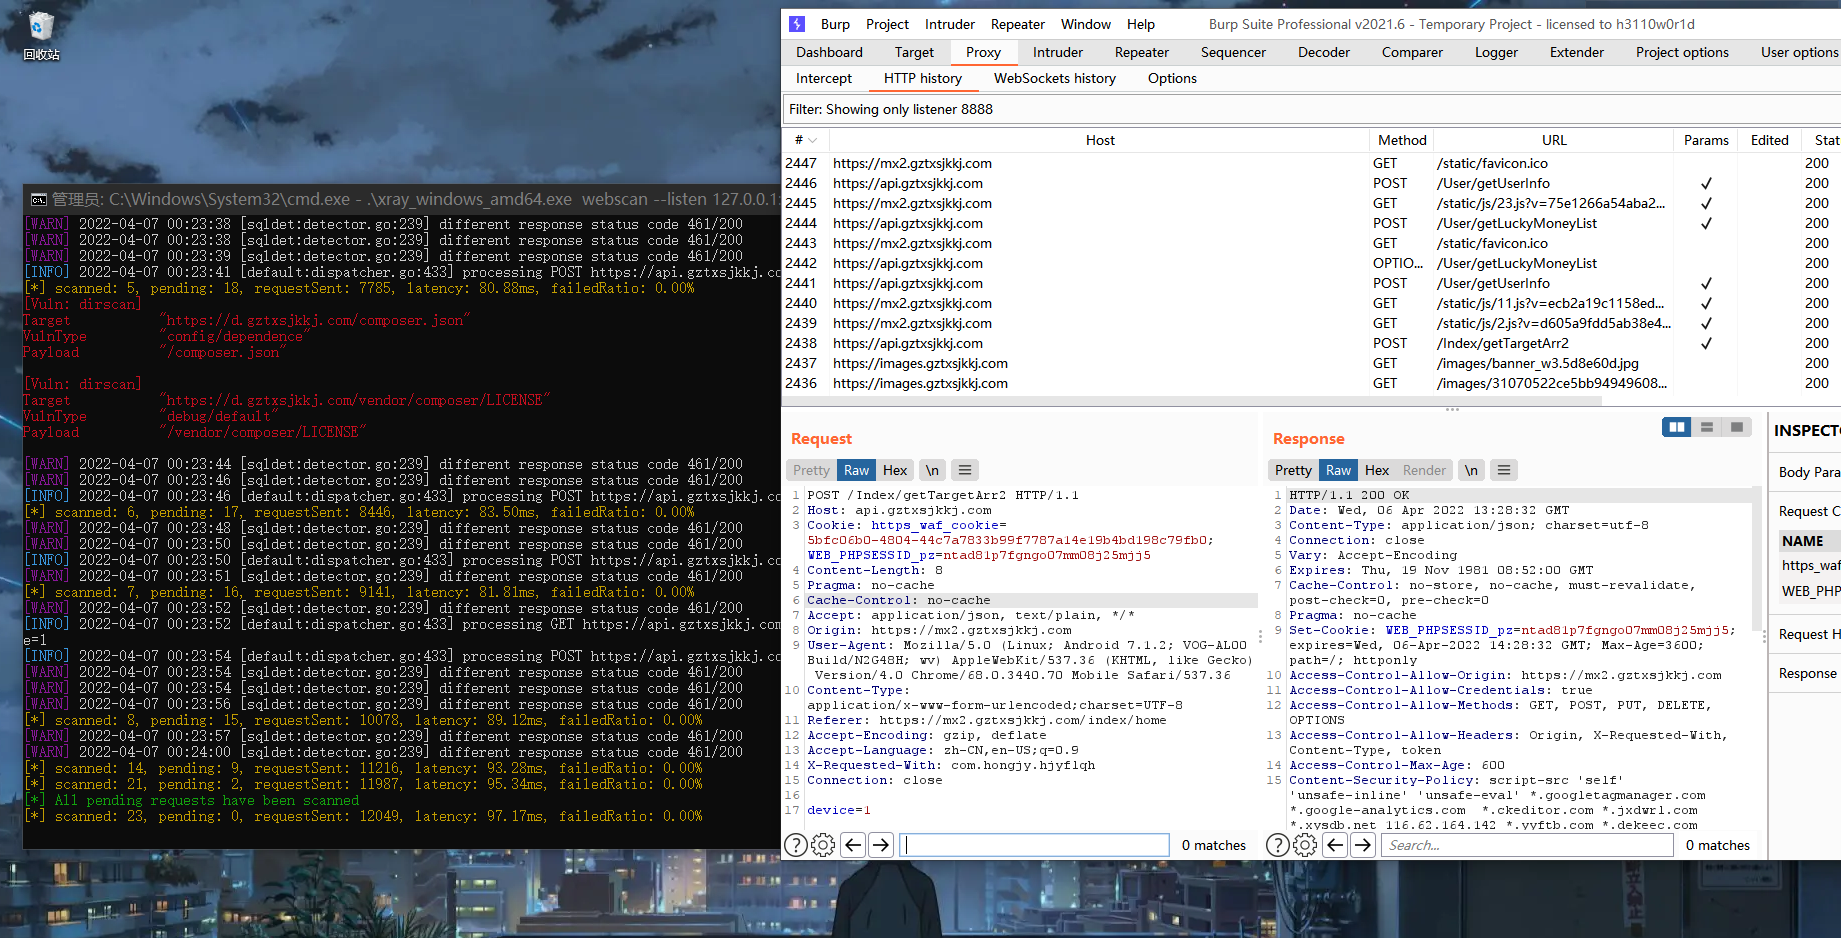 回收站
管理员: C:\Windows\System32\cmd.exe - .\xray_windows_amd64.exe  webscan --listen 127.0.0.1:
[WARN] 2022-04-07 00:23:38 [sqldet:detector.go:239] different response status code 461/200
[WARN] 2022-04-07 00:23:38 [sqldet:detector.go:239] different response status code 461/200
[WARN] 2022-04-07 00:23:39 [sqldet:detector.go:239] different response status code 461/200
[INFO] 2022-04-07 00:23:41 [default:dispatcher.go:433] processing POST https://api.gztxsjkkj.co
[*] scanned: 5, pending: 18, requestSent: 7785, latency: 80.88ms, failedRatio: 0.00%
[Vuln: dirscan]
Target "https://d.gztxsjkkj.com/composer.json"
VulnType "config/dependence"
Payload "/composer.json"
[Vuln: dirscan]
Target "https://d.gztxsjkkj.com/vendor/composer/LICENSE"
VulnType "debug/default"
Payload "/vendor/composer/LICENSE"
[WARN] 2022-04-07 00:23:44 [sqldet:detector.go:239] different response status code 461/200
[WARN] 2022-04-07 00:23:46 [sqldet:detector.go:239] different response status code 461/200
[INFO] 2022-04-07 00:23:46 [default:dispatcher.go:433] processing POST https://api.gztxsjkkj.co
[*] scanned: 6, pending: 17, requestSent: 8446, latency: 83.50ms, failedRatio: 0.00%
[WARN] 2022-04-07 00:23:48 [sqldet:detector.go:239] different response status code 461/200
[WARN] 2022-04-07 00:23:50 [sqldet:detector.go:239] different response status code 461/200
[INFO] 2022-04-07 00:23:50 [default:dispatcher.go:433] processing POST https://api.gztxsjkkj.co
[WARN] 2022-04-07 00:23:51 [sqldet:detector.go:239] different response status code 461/200
[*] scanned: 7, pending: 16, requestSent: 9141, latency: 81.81ms, failedRatio: 0.00%
[WARN] 2022-04-07 00:23:52 [sqldet:detector.go:239] different response status code 461/200
[INFO] 2022-04-07 00:23:52 [default:dispatcher.go:433] processing GET https://api.gztxsjkkj.com
e=1
[INFO] 2022-04-07 00:23:54 [default:dispatcher.go:433] processing POST https://api.gztxsjkkj.co
[WARN] 2022-04-07 00:23:54 [sqldet:detector.go:239] different response status code 461/200
[WARN] 2022-04-07 00:23:54 [sqldet:detector.go:239] different response status code 461/200
[WARN] 2022-04-07 00:23:56 [sqldet:detector.go:239] different response status code 461/200
[*] scanned: 8, pending: 15, requestSent: 10078, latency: 89.12ms, failedRatio: 0.00%
[WARN] 2022-04-07 00:23:57 [sqldet:detector.go:239] different response status code 461/200
[WARN] 2022-04-07 00:24:00 [sqldet:detector.go:239] different response status code 461/200
[*] scanned: 14, pending: 9, requestSent: 11216, latency: 93.28ms, failedRatio: 0.00%
[*] scanned: 21, pending: 2, requestSent: 11987, latency: 95.34ms, failedRatio: 0.00%
[*] All pending requests have been scanned
[*] scanned: 23, pending: 0, requestSent: 12049, latency: 97.17ms, failedRatio: 0.00%
Burp Project Intruder Repeater Window Help Burp Suite Professional v2021.6 - Temporary Project - licensed to h3110w0r1d
Dashboard Target Proxy Intruder Repeater Sequencer Decoder Comparer Logger Extender Project options User options
Intercept HTTP history WebSockets history Options
Filter: Showing only listener 8888
# Host Method URL Params Edited Stat
2447 https://mx2.gztxsjkkj.com GET /static/favicon.ico 200
2446 https://api.gztxsjkkj.com POST /User/getUserInfo ✓ 200
2445 https://mx2.gztxsjkkj.com GET /static/js/23.js?v=75e1266a54aba2... ✓ 200
2444 https://api.gztxsjkkj.com POST /User/getLuckyMoneyList ✓ 200
2443 https://mx2.gztxsjkkj.com GET /static/favicon.ico 200
2442 https://api.gztxsjkkj.com OPTIO... /User/getLuckyMoneyList 200
2441 https://api.gztxsjkkj.com POST /User/getUserInfo ✓ 200
2440 https://mx2.gztxsjkkj.com GET /static/js/11.js?v=ecb2a19c1158ed... ✓ 200
2439 https://mx2.gztxsjkkj.com GET /static/js/2.js?v=d605a9fdd5ab38e4... ✓ 200
2438 https://api.gztxsjkkj.com POST /Index/getTargetArr2 ✓ 200
2437 https://images.gztxsjkkj.com GET /images/banner_w3.5d8e60d.jpg 200
2436 https://images.gztxsjkkj.com GET /images/31070522ce5bb94949608... 200
Request
Pretty Raw Hex \n
1 POST /Index/getTargetArr2 HTTP/1.1
2 Host: api.gztxsjkkj.com
3 Cookie: https_waf_cookie=
5bfc06b0-4804-44c7a7833b99f7787a14e19b4bd198c79fb0;
WEB_PHPSESSID_pz=ntad81p7fgngo07mm08j25mjj5
4 Content-Length: 8
5 Pragma: no-cache
6 Cache-Control: no-cache
7 Accept: application/json, text/plain, */*
8 Origin: https://mx2.gztxsjkkj.com
9 User-Agent: Mozilla/5.0 (Linux; Android 7.1.2; VOG-AL00
Build/N2G48H; wv) AppleWebKit/537.36 (KHTML, like Gecko)
Version/4.0 Chrome/68.0.3440.70 Mobile Safari/537.36
10 Content-Type:
application/x-www-form-urlencoded;charset=UTF-8
11 Referer: https://mx2.gztxsjkkj.com/index/home
12 Accept-Encoding: gzip, deflate
13 Accept-Language: zh-CN,en-US;q=0.9
14 X-Requested-With: com.hongjy.hjyflqh
15 Connection: close
16
17 device=1
0 matches
Response
Pretty Raw Hex Render \n
1 HTTP/1.1 200 OK
2 Date: Wed, 06 Apr 2022 13:28:32 GMT
3 Content-Type: application/json; charset=utf-8
4 Connection: close
5 Vary: Accept-Encoding
6 Expires: Thu, 19 Nov 1981 08:52:00 GMT
7 Cache-Control: no-store, no-cache, must-revalidate,
post-check=0, pre-check=0
8 Pragma: no-cache
9 Set-Cookie: WEB_PHPSESSID_pz=ntad81p7fgngo07mm08j25mjj5;
expires=Wed, 06-Apr-2022 14:28:32 GMT; Max-Age=3600;
path=/; httponly
10 Access-Control-Allow-Origin: https://mx2.gztxsjkkj.com
11 Access-Control-Allow-Credentials: true
12 Access-Control-Allow-Methods: GET, POST, PUT, DELETE,
OPTIONS
13 Access-Control-Allow-Headers: Origin, X-Requested-With,
Content-Type, token
14 Access-Control-Max-Age: 600
15 Content-Security-Policy: script-src 'self'
'unsafe-inline' 'unsafe-eval' *.googletagmanager.com
*.google-analytics.com *.ckeditor.com *.jxdwrl.com
*.xysdb.net 116.62.164.142 *.yyftb.com *.dekeec.com
Search...
0 matches
INSPECTO
Body Para
Request C
NAME
https_waf
WEB_PHP
Request H
Response